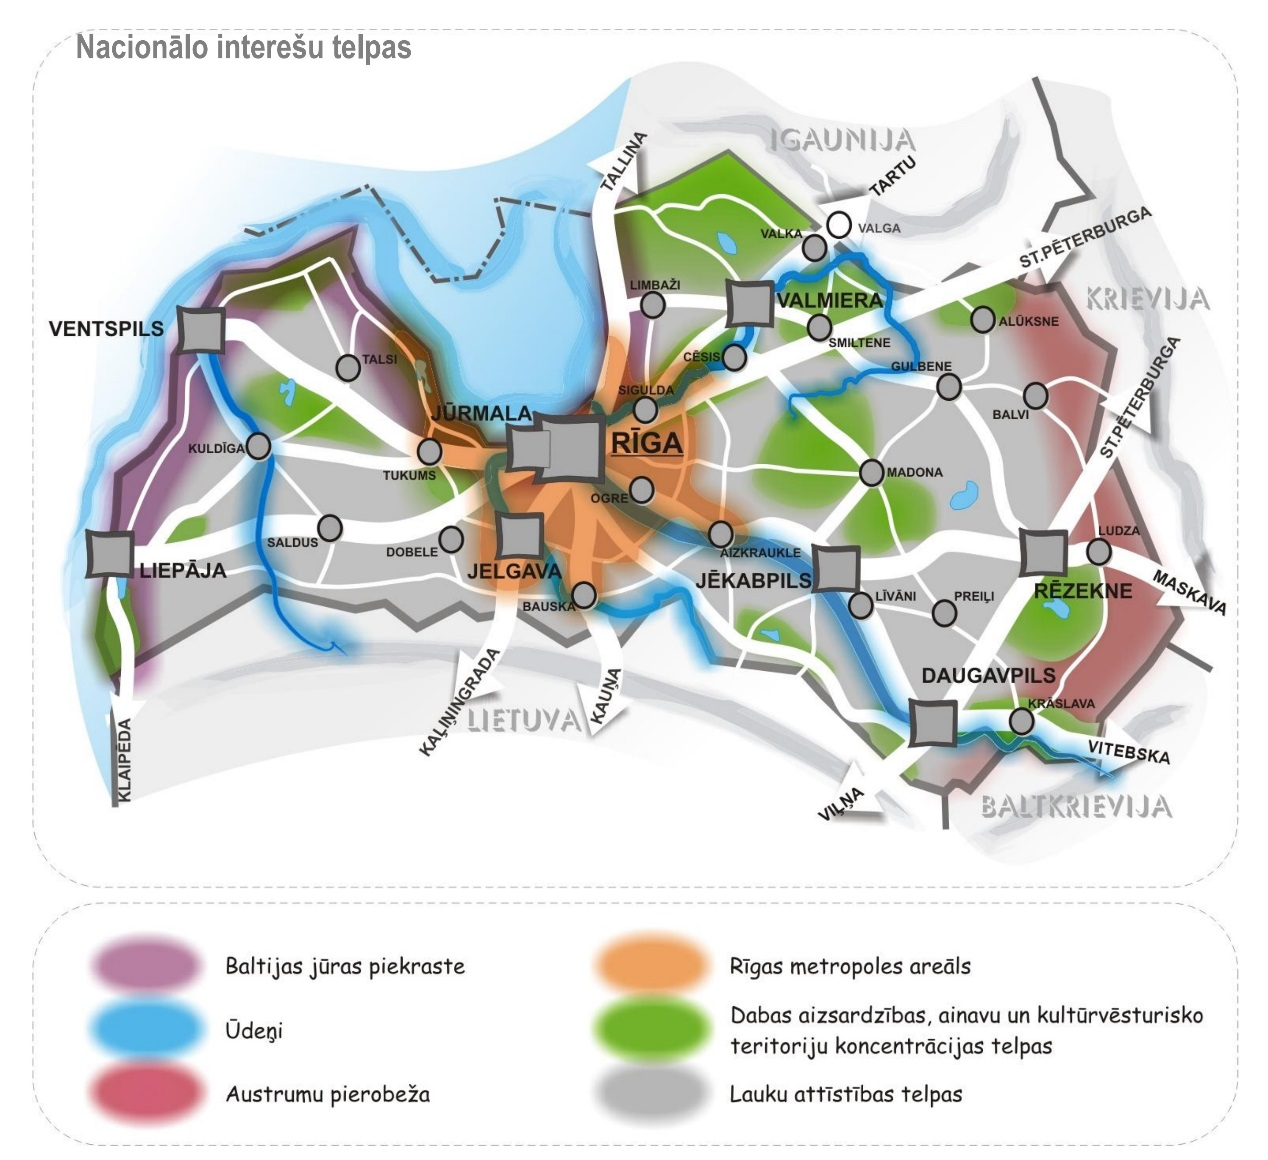 Nacionālo interešu telpas
IGAUNIJA
TALLINA
TARTU
VALGA
VALKA
ST.PĒTERBURGA
KRIEVIJA
LIMBAŽI
VALMIERA
VENTSPILS
ALŪKSNE
SMILTENE
TALSI
CĒSIS
GULBENE
ST.PĒTERBURGA
SIGULDA
BALVI
JŪRMALA
RĪGA
KULDĪGA
TUKUMS
MADONA
OGRE
LUDZA
SALDUS
DOBELE
AIZKRAUKLE
LIEPĀJA
JELGAVA
JĒKABPILS
RĒZEKNE
MASKAVA
BAUSKA
LĪVĀNI
PREIĻI
DAUGAVPILS
KRĀSLAVA
KAĻIŅINGRADA
LIETUVA
KAUŅA
KLAIPĒDA
VITEBSKA
VIĻŅA
BALTKRIEVIJA
Baltijas jūras piekraste
Ūdeņi
Austrumu pierobeža
Rīgas metropoles areāls
Dabas aizsardzības, ainavu un kultūrvēsturisko
teritoriju koncentrācijas telpas
Lauku attīstības telpas